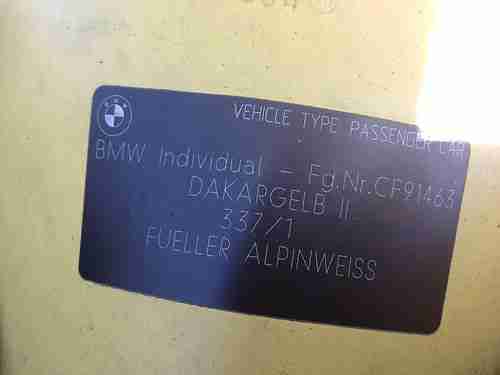 VEHICLE TYPE PASSENGER CAR
BMW Individual - Fg.Nr.CF91463
DAKARGELB II
337/1
FUELLER ALPINWEISS